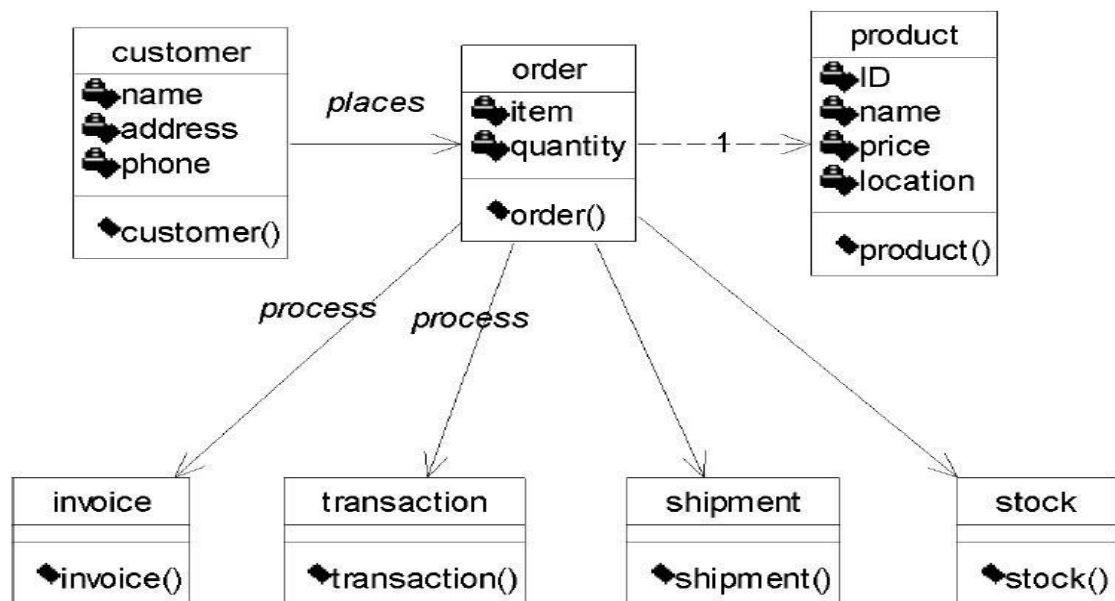 customer
name
address
phone
customer()
places
order
item
quantity
order()
1
product
ID
name
price
location
product()
process
process
invoice
invoice()
transaction
transaction()
shipment
shipment()
stock
stock()